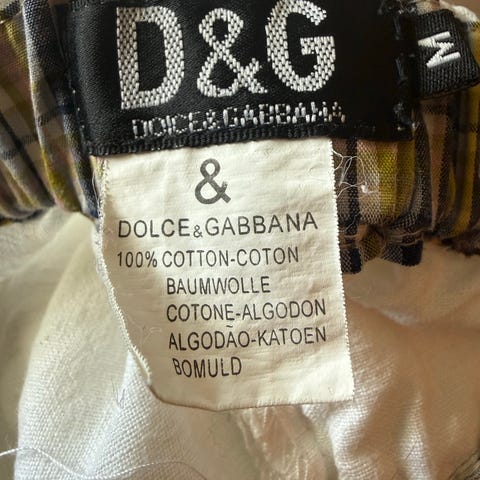 D&G
DOLCE&GABBANA
M
&
DOLCE&GABBANA
100% COTTON-COTON
BAUMWOLLE
COTONE-ALGODON
ALGODÃO-KATOEN
BOMULD